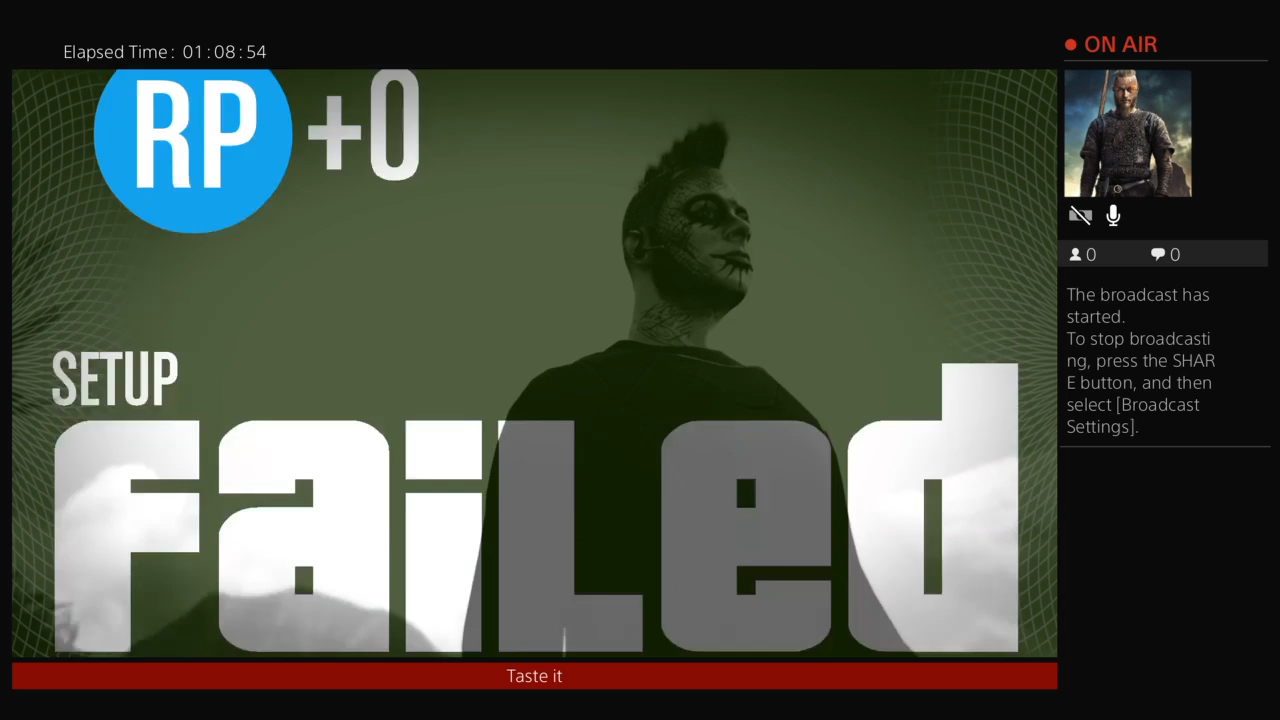 Elapsed Time: 01:08:54
ON AIR
RP +0
0 0
The broadcast has
started.
To stop broadcasti
ng, press the SHAR
E button, and then
select [Broadcast
Settings].
SETUP
FaiLed
Taste it